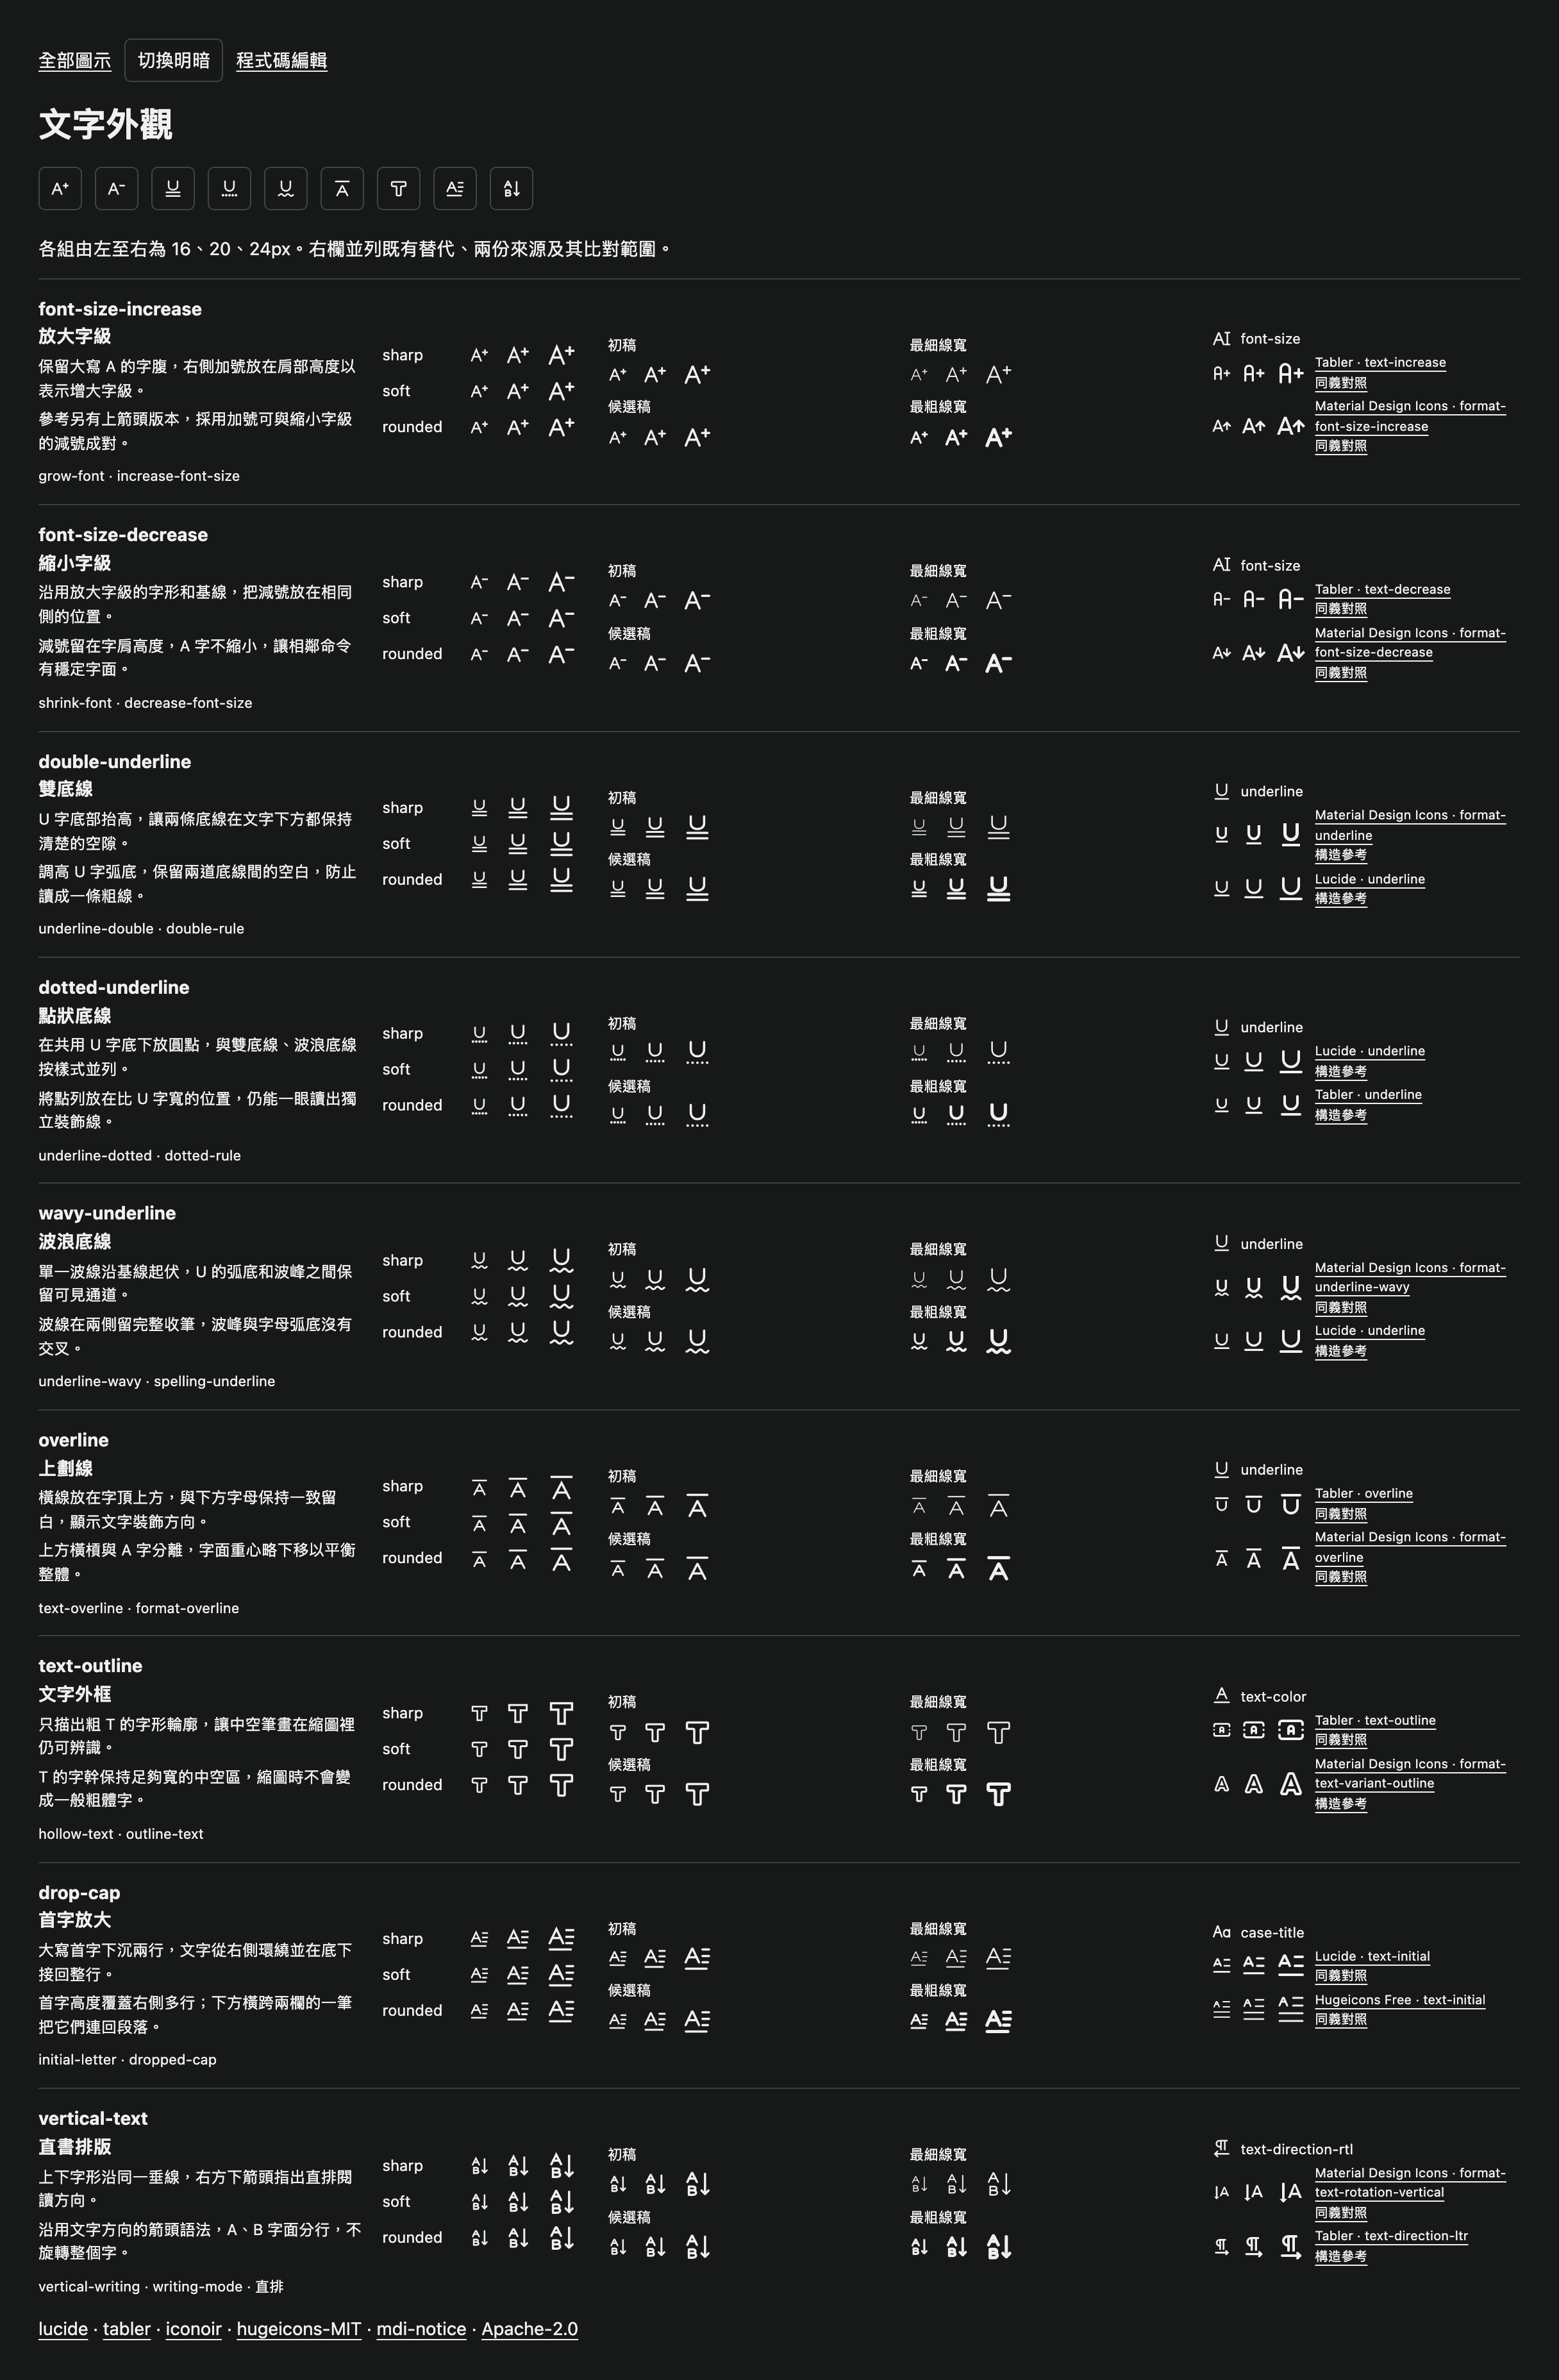 全部圖示 切換明暗 程式碼編輯
文字外觀
各組由左至右為 16、20、24px。右欄並列既有替代、兩份來源及其比對範圍。
font-size-increase
放大字級
保留大寫 A 的字腹，右側加號放在肩部高度以
表示增大字級。
參考另有上箭頭版本，採用加號可與縮小字級
的減號成對。
grow-font · increase-font-size
sharp
soft
rounded
初稿
候選稿
最細線寬
最粗線寬
font-size
Tabler · text-increase
同義對照
Material Design Icons · format-
font-size-increase
同義對照
font-size-decrease
縮小字級
沿用放大字級的字形和基線，把減號放在相同
側的位置。
減號留在字肩高度，A 字不縮小，讓相鄰命令
有穩定字面。
shrink-font · decrease-font-size
sharp
soft
rounded
初稿
候選稿
最細線寬
最粗線寬
font-size
Tabler · text-decrease
同義對照
Material Design Icons · format-
font-size-decrease
同義對照
double-underline
雙底線
U 字底部抬高，讓兩條底線在文字下方都保持
清楚的空隙。
調高 U 字弧底，保留兩道底線間的空白，防止
讀成一條粗線。
underline-double · double-rule
sharp
soft
rounded
初稿
候選稿
最細線寬
最粗線寬
underline
Material Design Icons · format-
underline
構造參考
Lucide · underline
構造參考
dotted-underline
點狀底線
在共用 U 字底下放圓點，與雙底線、波浪底線
按樣式並列。
將點列放在比 U 字寬的位置，仍能一眼讀出獨
立裝飾線。
underline-dotted · dotted-rule
sharp
soft
rounded
初稿
候選稿
最細線寬
最粗線寬
underline
Lucide · underline
構造參考
Tabler · underline
構造參考
wavy-underline
波浪底線
單一波線沿基線起伏，U 的弧底和波峰之間保
留可見通道。
波線在兩側留完整收筆，波峰與字母弧底沒有
交叉。
underline-wavy · spelling-underline
sharp
soft
rounded
初稿
候選稿
最細線寬
最粗線寬
underline
Material Design Icons · format-
underline-wavy
同義對照
Lucide · underline
構造參考
overline
上劃線
橫線放在字頂上方，與下方字母保持一致留
白，顯示文字裝飾方向。
上方橫槓與 A 字分離，字面重心略下移以平衡
整體。
text-overline · format-overline
sharp
soft
rounded
初稿
候選稿
最細線寬
最粗線寬
underline
Tabler · overline
同義對照
Material Design Icons · format-
overline
同義對照
text-outline
文字外框
只描出粗 T 的字形輪廓，讓中空筆畫在縮圖裡
仍可辨識。
T 的字幹保持足夠寬的中空區，縮圖時不會變
成一般粗體字。
hollow-text · outline-text
sharp
soft
rounded
初稿
候選稿
最細線寬
最粗線寬
text-color
Tabler · text-outline
同義對照
Material Design Icons · format-
text-variant-outline
構造參考
drop-cap
首字放大
大寫首字下沉兩行，文字從右側環繞並在底下
接回整行。
首字高度覆蓋右側多行；下方橫跨兩欄的一筆
把它們連回段落。
initial-letter · dropped-cap
sharp
soft
rounded
初稿
候選稿
最細線寬
最粗線寬
Aa case-title
Lucide · text-initial
同義對照
Hugeicons Free · text-initial
同義對照
vertical-text
直書排版
上下字形沿同一垂線，右方下箭頭指出直排閱
讀方向。
沿用文字方向的箭頭語法，A、B 字面分行，不
旋轉整個字。
vertical-writing · writing-mode · 直排
sharp
soft
rounded
初稿
候選稿
最細線寬
最粗線寬
text-direction-rtl
Material Design Icons · format-
text-rotation-vertical
同義對照
Tabler · text-direction-ltr
構造參考
lucide · tabler · iconoir · hugeicons-MIT · mdi-notice · Apache-2.0